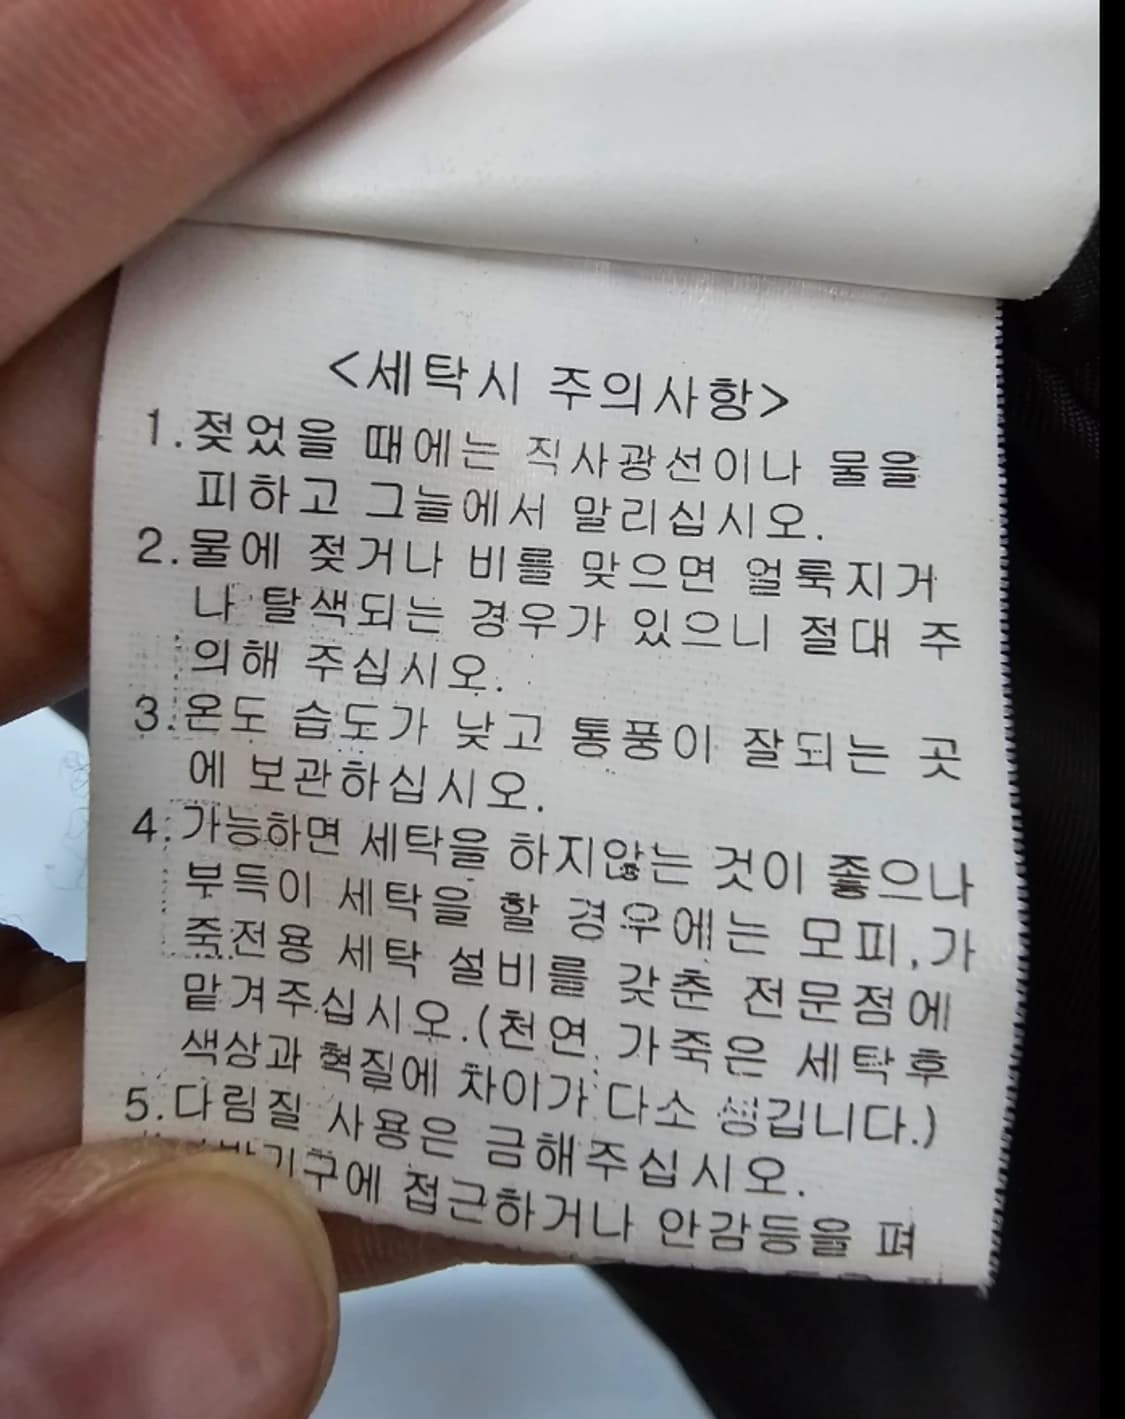 <세탁시 주의사항>
1.젖었을 때에는 직사광선이나 물을
피하고 그늘에서 말리십시오.
2.물에 젖거나 비를 맞으면 얼룩지거
나 탈색되는 경우가 있으니 절대 주
의해 주십시오.
3.온도 습도가 낮고 통풍이 잘되는 곳
에 보관하십시오.
4.가능하면 세탁을 하지않는 것이 좋으나
부득이 세탁을 할 경우에는 모피,가
죽전용 세탁 설비를 갖춘 전문점에
맡겨주십시오.(천연 가죽은 세탁후
색상과 혁질에 차이가 다소 생깁니다.)
5.다림질 사용은 금해주십시오.
접근하거나 안감등을 펴